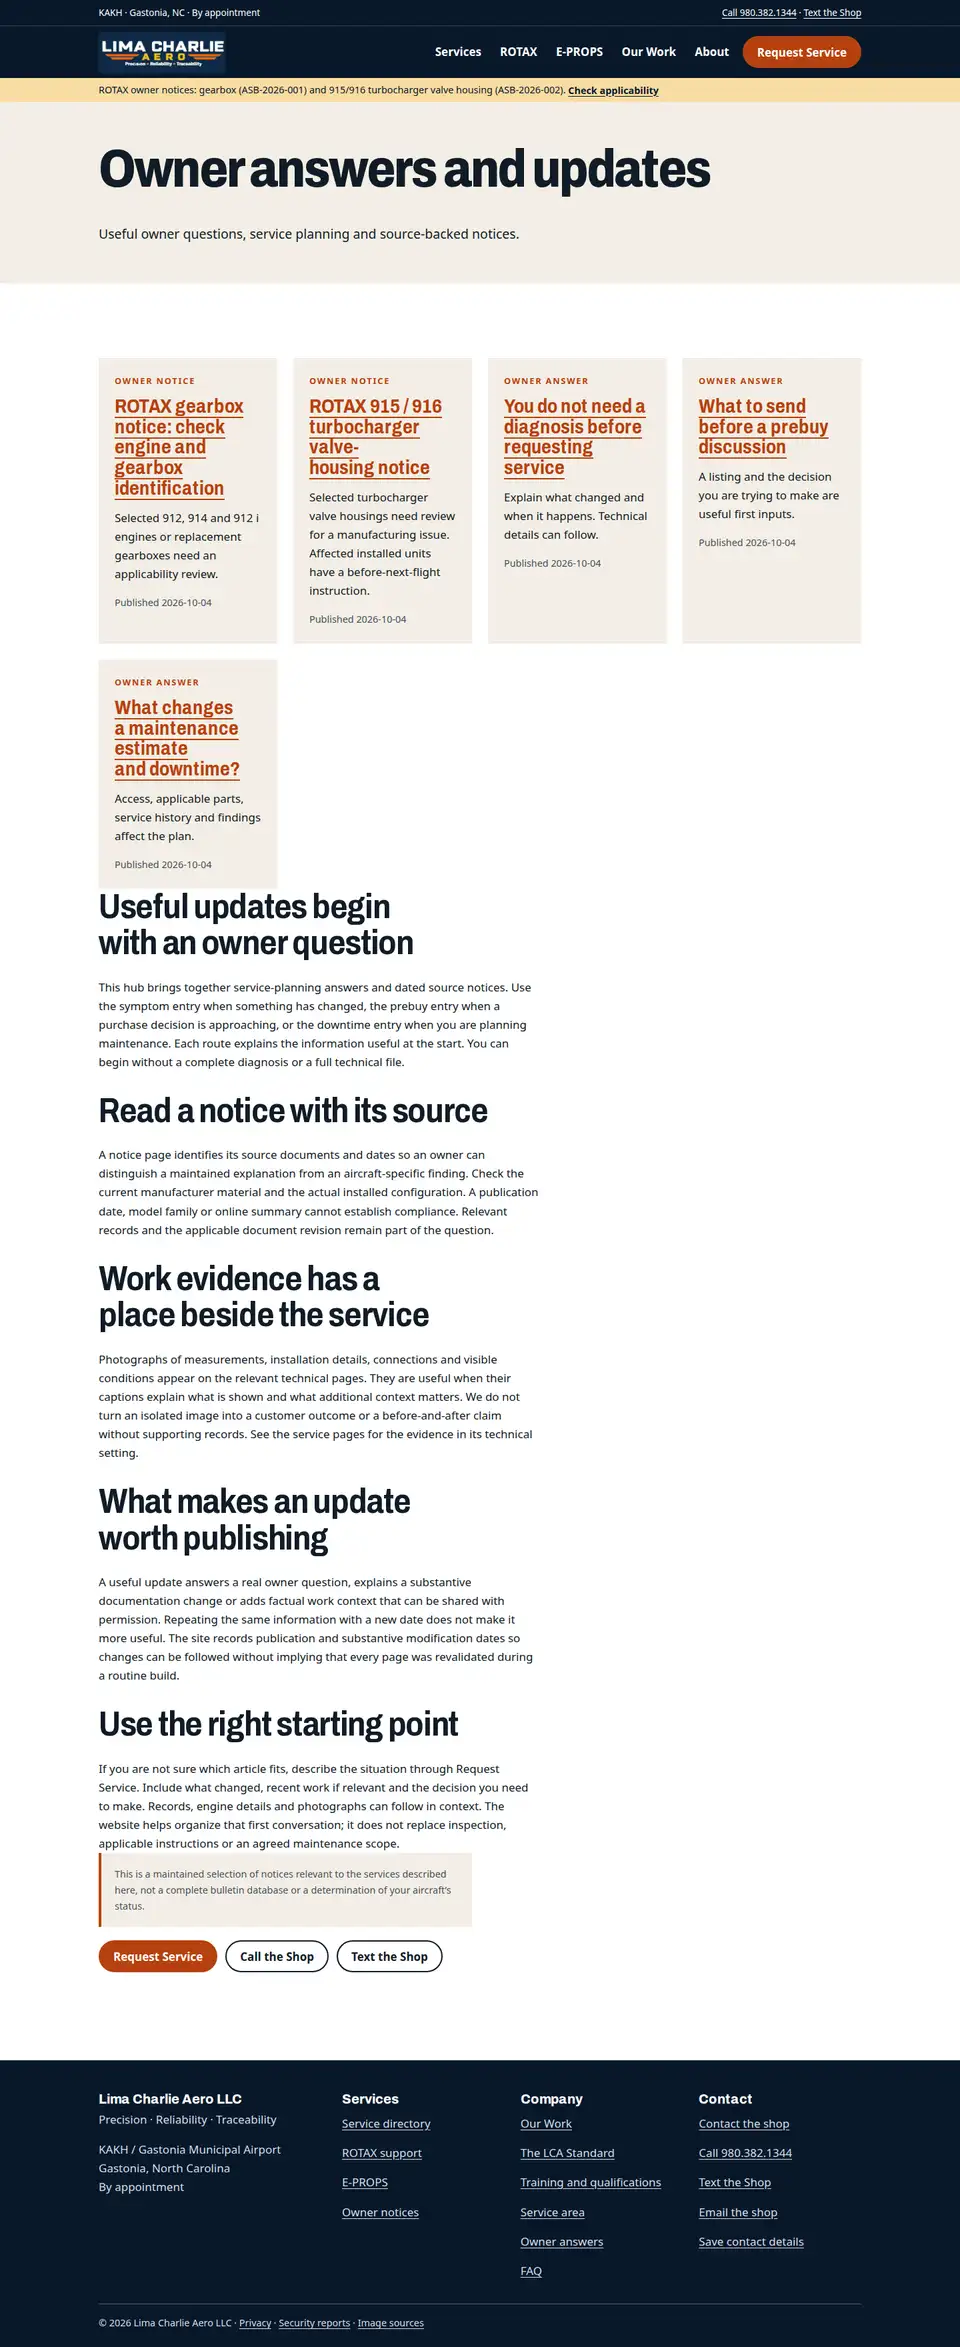 KAKH · Gastonia, NC · By appointment
Call 980.382.1344 · Text the Shop
LIMA CHARLIE
AERO
Precision • Reliability • Traceability
Services ROTAX E-PROPS Our Work About Request Service
ROTAX owner notices: gearbox (ASB-2026-001) and 915/916 turbocharger valve housing (ASB-2026-002). Check applicability
Owner answers and updates
Useful owner questions, service planning and source-backed notices.
OWNER NOTICE
ROTAX gearbox
notice: check
engine and
gearbox
identification
Selected 912, 914 and 912 i
engines or replacement
gearboxes need an
applicability review.
Published 2026-10-04
OWNER NOTICE
ROTAX 915 / 916
turbocharger
valve-
housing notice
Selected turbocharger
valve housings need review
for a manufacturing issue.
Affected installed units
have a before-next-flight
instruction.
Published 2026-10-04
OWNER ANSWER
You do not need a
diagnosis before
requesting
service
Explain what changed and
when it happens. Technical
details can follow.
Published 2026-10-04
OWNER ANSWER
What to send
before a prebuy
discussion
A listing and the decision
you are trying to make are
useful first inputs.
Published 2026-10-04
OWNER ANSWER
What changes
a maintenance
estimate
and downtime?
Access, applicable parts,
service history and findings
affect the plan.
Published 2026-10-04
Useful updates begin
with an owner question
This hub brings together service-planning answers and dated source notices. Use
the symptom entry when something has changed, the prebuy entry when a
purchase decision is approaching, or the downtime entry when you are planning
maintenance. Each route explains the information useful at the start. You can
begin without a complete diagnosis or a full technical file.
Read a notice with its source
A notice page identifies its source documents and dates so an owner can
distinguish a maintained explanation from an aircraft-specific finding. Check the
current manufacturer material and the actual installed configuration. A publication
date, model family or online summary cannot establish compliance. Relevant
records and the applicable document revision remain part of the question.
Work evidence has a
place beside the service
Photographs of measurements, installation details, connections and visible
conditions appear on the relevant technical pages. They are useful when their
captions explain what is shown and what additional context matters. We do not
turn an isolated image into a customer outcome or a before-and-after claim
without supporting records. See the service pages for the evidence in its technical
setting.
What makes an update
worth publishing
A useful update answers a real owner question, explains a substantive
documentation change or adds factual work context that can be shared with
permission. Repeating the same information with a new date does not make it
more useful. The site records publication and substantive modification dates so
changes can be followed without implying that every page was revalidated during
a routine build.
Use the right starting point
If you are not sure which article fits, describe the situation through Request
Service. Include what changed, recent work if relevant and the decision you need
to make. Records, engine details and photographs can follow in context. The
website helps organize that first conversation; it does not replace inspection,
applicable instructions or an agreed maintenance scope.
This is a maintained selection of notices relevant to the services described
here, not a complete bulletin database or a determination of your aircraft's
status.
Request Service Call the Shop Text the Shop
Lima Charlie Aero LLC
Precision · Reliability · Traceability
KAKH / Gastonia Municipal Airport
Gastonia, North Carolina
By appointment
Services
Service directory
ROTAX support
E-PROPS
Owner notices
Company
Our Work
The LCA Standard
Training and qualifications
Service area
Owner answers
FAQ
Contact
Contact the shop
Call 980.382.1344
Text the Shop
Email the shop
Save contact details
© 2026 Lima Charlie Aero LLC · Privacy · Security reports · Image sources